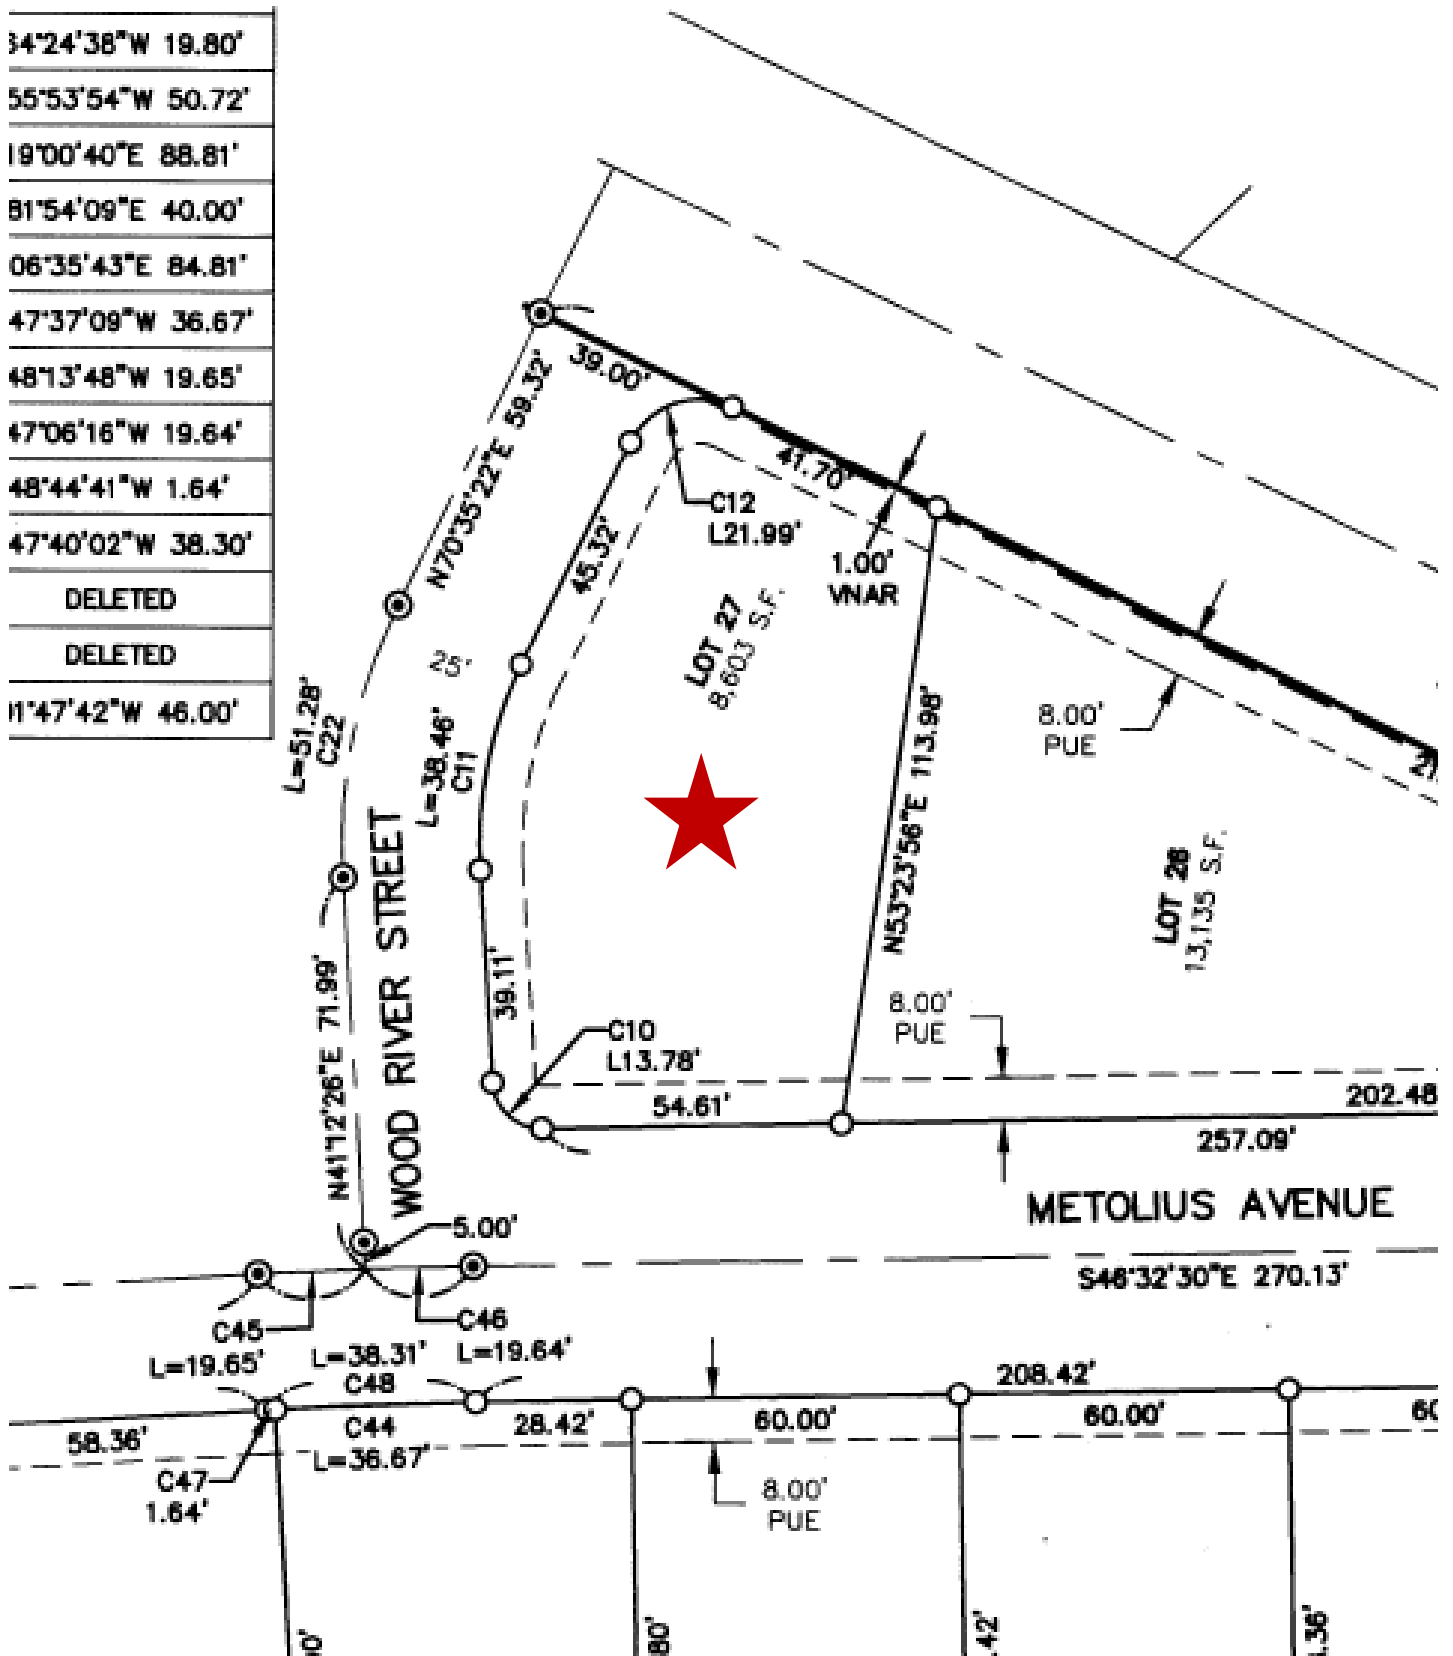 54°24'38"W 19.80'
55°53'54"W 50.72'
19°00'40"E 88.81'
81°54'09"E 40.00'
06°35'43"E 84.81'
47°37'09"W 36.67'
48°13'48"W 19.65'
47°06'16"W 19.64'
48°44'41"W 1.64'
47°40'02"W 38.30'
DELETED
DELETED
01°47'42"W 46.00'
39.00'
N70°35'22"E 59.32'
41.70'
C12
L21.99'
45.32'
1.00'
VNAR
LOT 27
8,603 S.F.
25'
L=51.28'
C22
L=38.46'
C11
8.00'
PUE
N53°23'56"E 113.98'
LOT 28
13,135 S.F.
WOOD RIVER STREET
39.11'
N41°12'26"E 71.99'
C10
L13.78'
8.00'
PUE
54.61'
202.48
257.09'
METOLIUS AVENUE
5.00'
S46°32'30"E 270.13'
C45
L=19.65'
C46
L=19.64'
L=38.31'
C48
208.42'
58.36'
C44
L=36.67'
28.42'
60.00'
60.00'
60
C47
1.64'
8.00'
PUE
80'
.42'
.36'